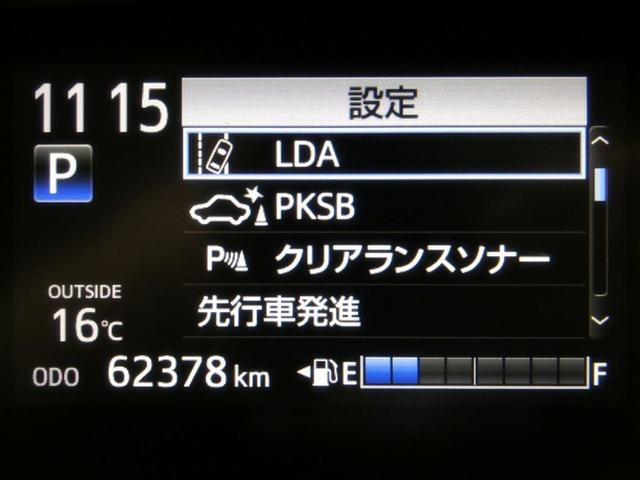 11 15
設定
P
LDA
PKSB
P クリアランスソナー
先行車発進
OUTSIDE
16℃
ODO 62378 km
E F